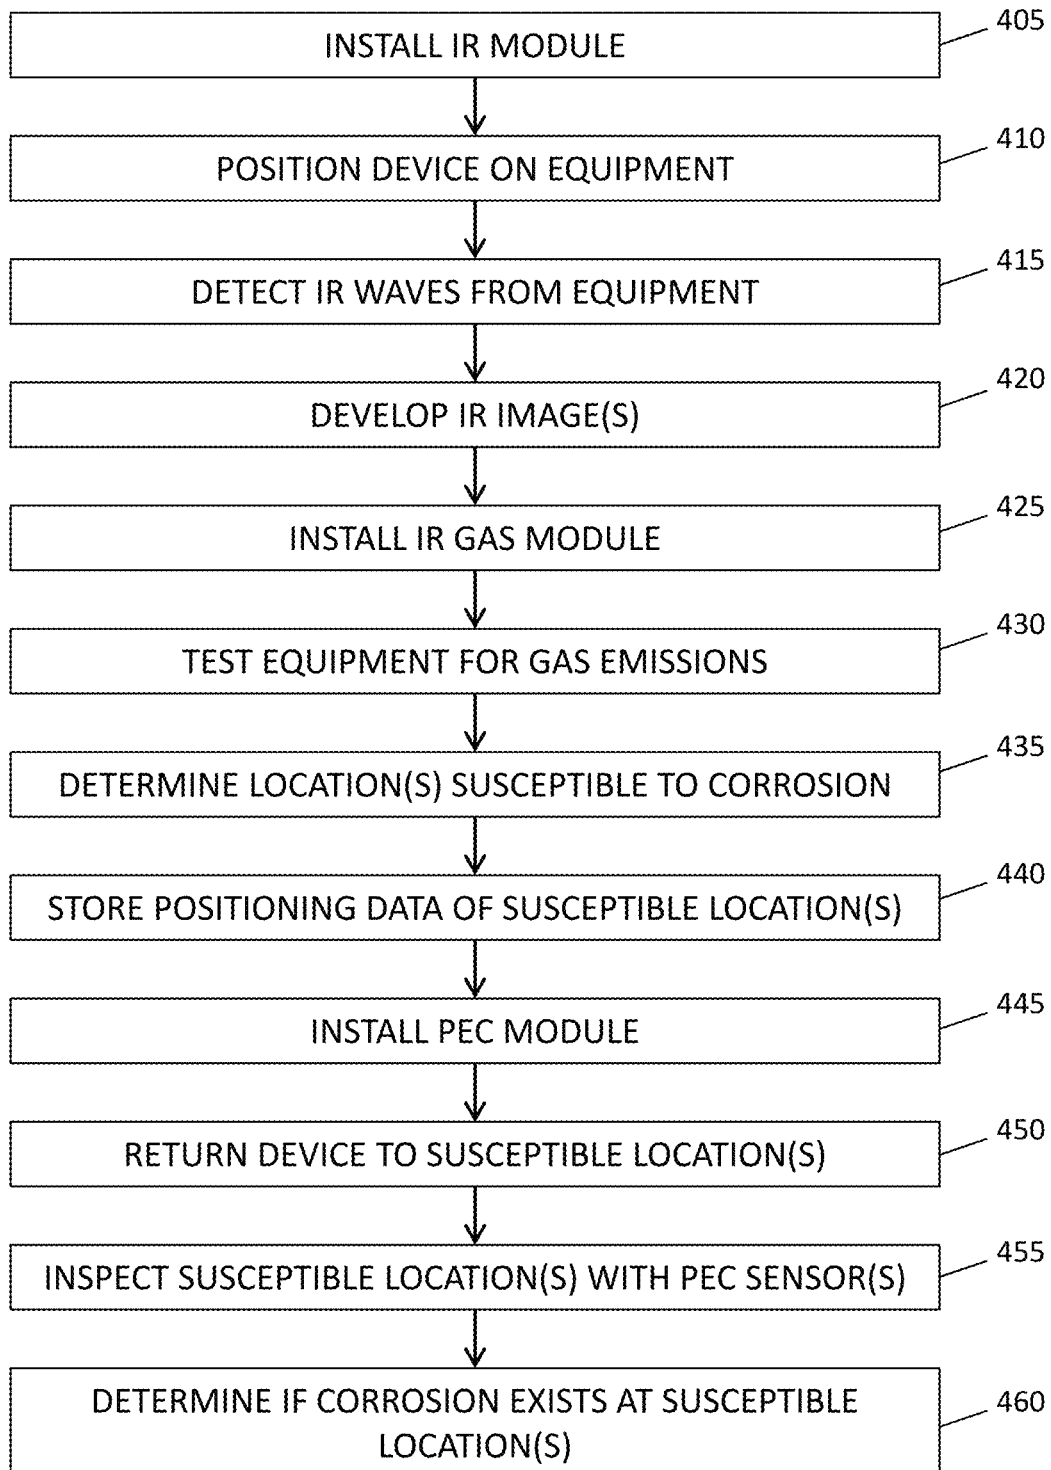 405
INSTALL IR MODULE
410
POSITION DEVICE ON EQUIPMENT
415
DETECT IR WAVES FROM EQUIPMENT
420
DEVELOP IR IMAGE(S)
425
INSTALL IR GAS MODULE
430
TEST EQUIPMENT FOR GAS EMISSIONS
435
DETERMINE LOCATION(S) SUSCEPTIBLE TO CORROSION
440
STORE POSITIONING DATA OF SUSCEPTIBLE LOCATION(S)
445
INSTALL PEC MODULE
450
RETURN DEVICE TO SUSCEPTIBLE LOCATION(S)
455
INSPECT SUSCEPTIBLE LOCATION(S) WITH PEC SENSOR(S)
DETERMINE IF CORROSION EXISTS AT SUSCEPTIBLE
LOCATION(S)
460